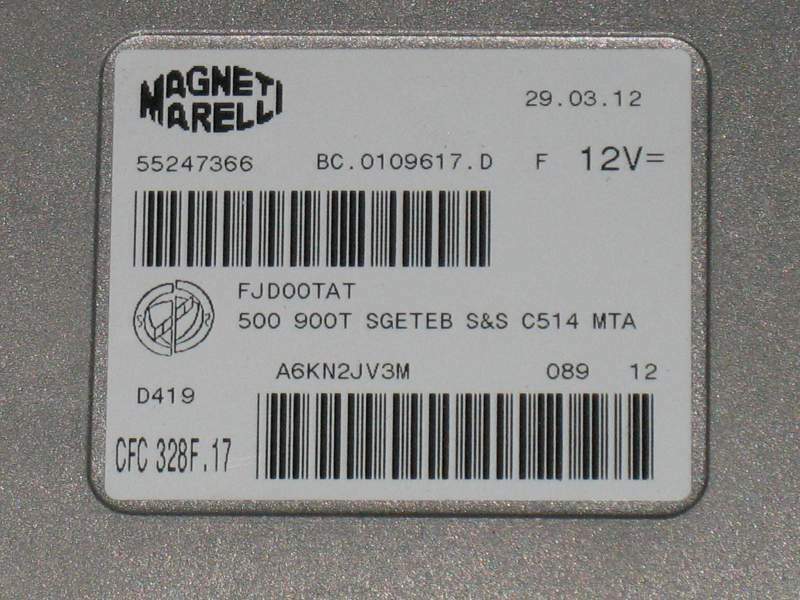 MAGNETI
MARELLI
29.03.12
55247366 BC.0109617.D F 12V=
FJD00TAT
500 900T SGETEB S&S C514 MTA
A6KN2JV3M 089 12
D419
CFC 328F.17